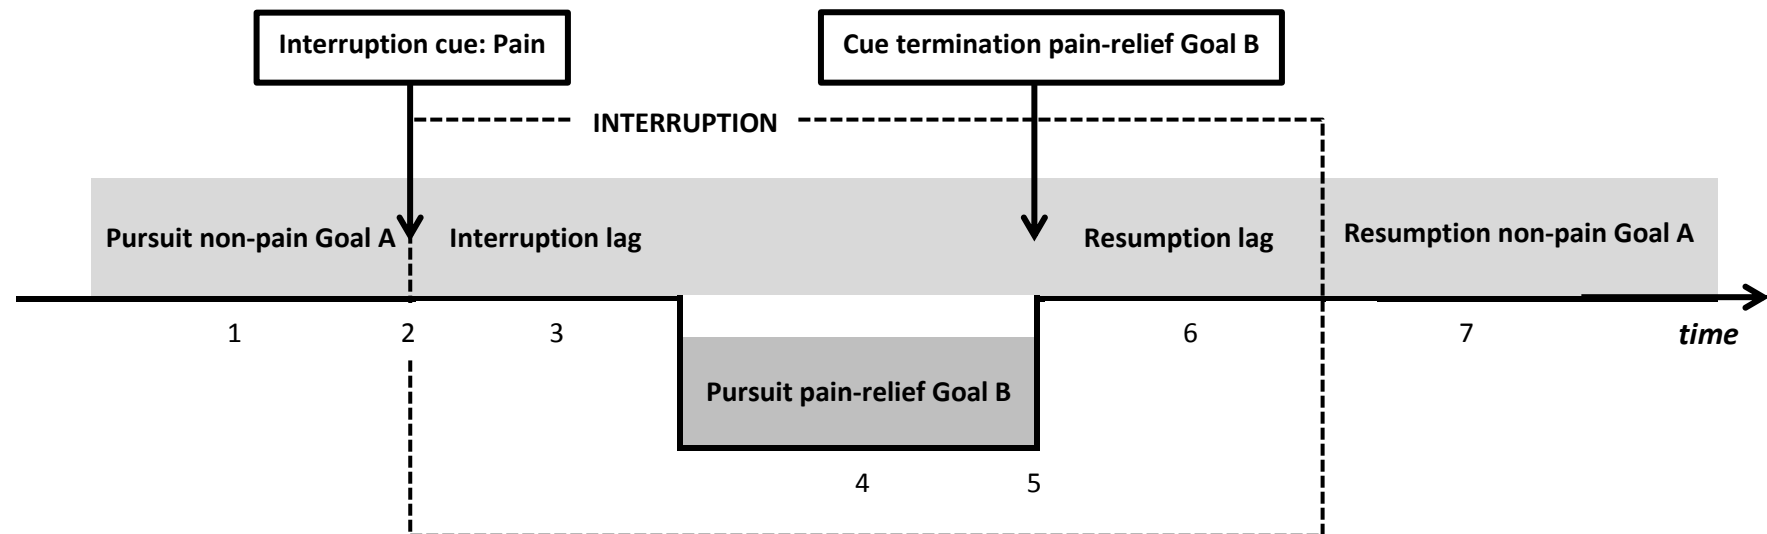 Interruption cue: Pain
Cue termination pain-relief Goal B
INTERRUPTION
Pursuit non-pain Goal A
Interruption lag
Resumption lag
Resumption non-pain Goal A
1
2
3
6
7
time
Pursuit pain-relief Goal B
4
5